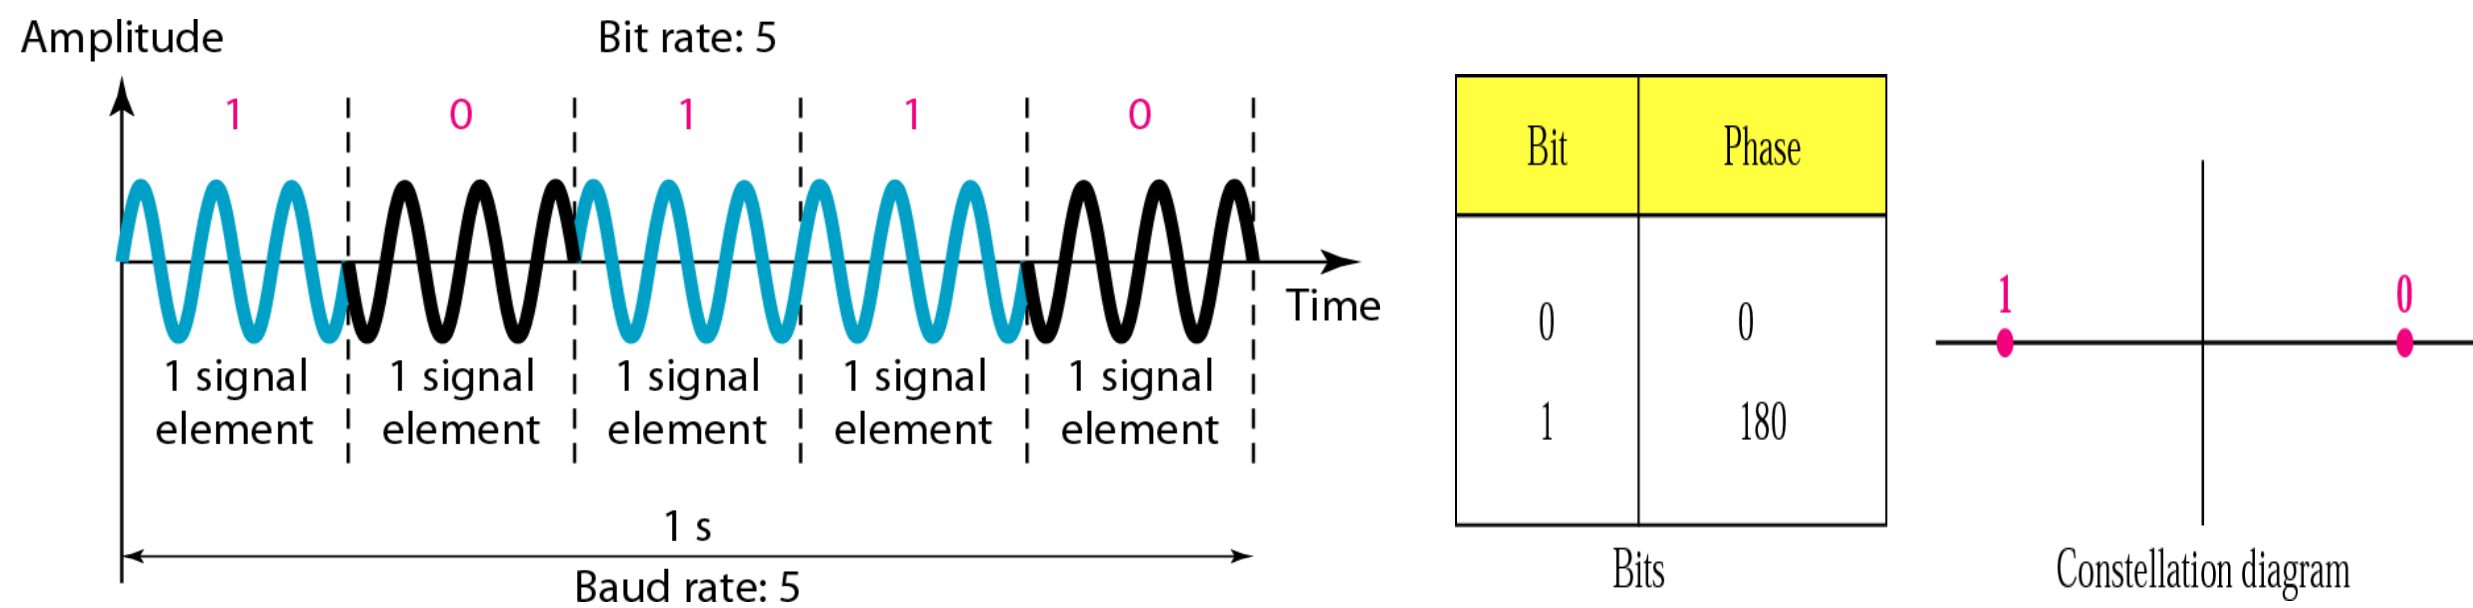 Amplitude
Bit rate: 5
1 0 1 1 0
Time
1 signal 1 signal 1 signal 1 signal 1 signal
element element element element element
1 s
Baud rate: 5
Bit Phase
0 0
1 180
Bits
1 0
Constellation diagram